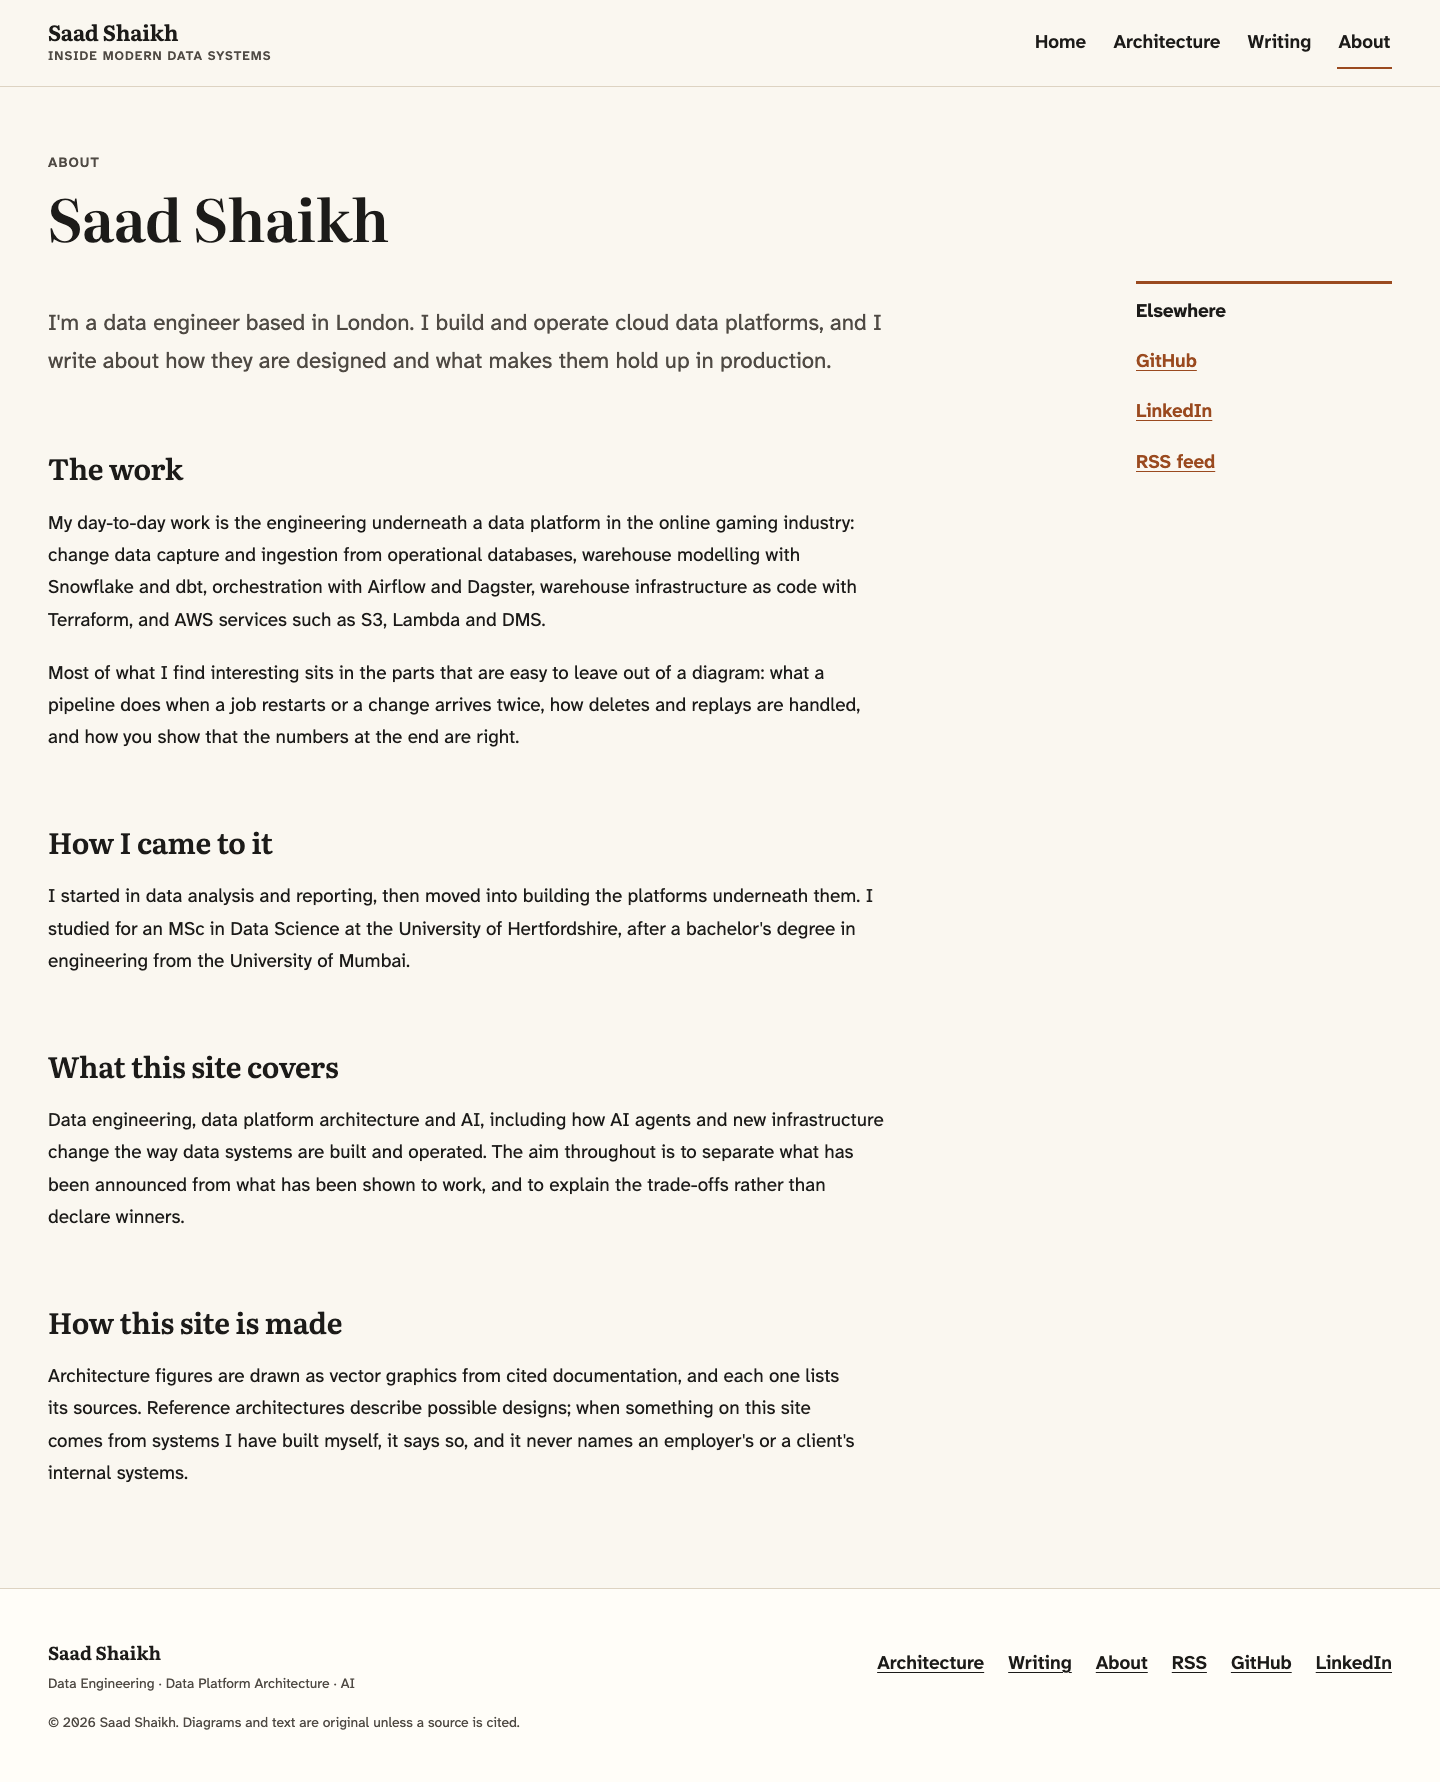 Saad Shaikh
INSIDE MODERN DATA SYSTEMS
Home Architecture Writing About
ABOUT
Saad Shaikh
I'm a data engineer based in London. I build and operate cloud data platforms, and I
write about how they are designed and what makes them hold up in production.
Elsewhere
GitHub
LinkedIn
RSS feed
The work
My day-to-day work is the engineering underneath a data platform in the online gaming industry:
change data capture and ingestion from operational databases, warehouse modelling with
Snowflake and dbt, orchestration with Airflow and Dagster, warehouse infrastructure as code with
Terraform, and AWS services such as S3, Lambda and DMS.
Most of what I find interesting sits in the parts that are easy to leave out of a diagram: what a
pipeline does when a job restarts or a change arrives twice, how deletes and replays are handled,
and how you show that the numbers at the end are right.
How I came to it
I started in data analysis and reporting, then moved into building the platforms underneath them. I
studied for an MSc in Data Science at the University of Hertfordshire, after a bachelor's degree in
engineering from the University of Mumbai.
What this site covers
Data engineering, data platform architecture and AI, including how AI agents and new infrastructure
change the way data systems are built and operated. The aim throughout is to separate what has
been announced from what has been shown to work, and to explain the trade-offs rather than
declare winners.
How this site is made
Architecture figures are drawn as vector graphics from cited documentation, and each one lists
its sources. Reference architectures describe possible designs; when something on this site
comes from systems I have built myself, it says so, and it never names an employer's or a client's
internal systems.
Saad Shaikh
Data Engineering · Data Platform Architecture · AI
© 2026 Saad Shaikh. Diagrams and text are original unless a source is cited.
Architecture Writing About RSS GitHub LinkedIn